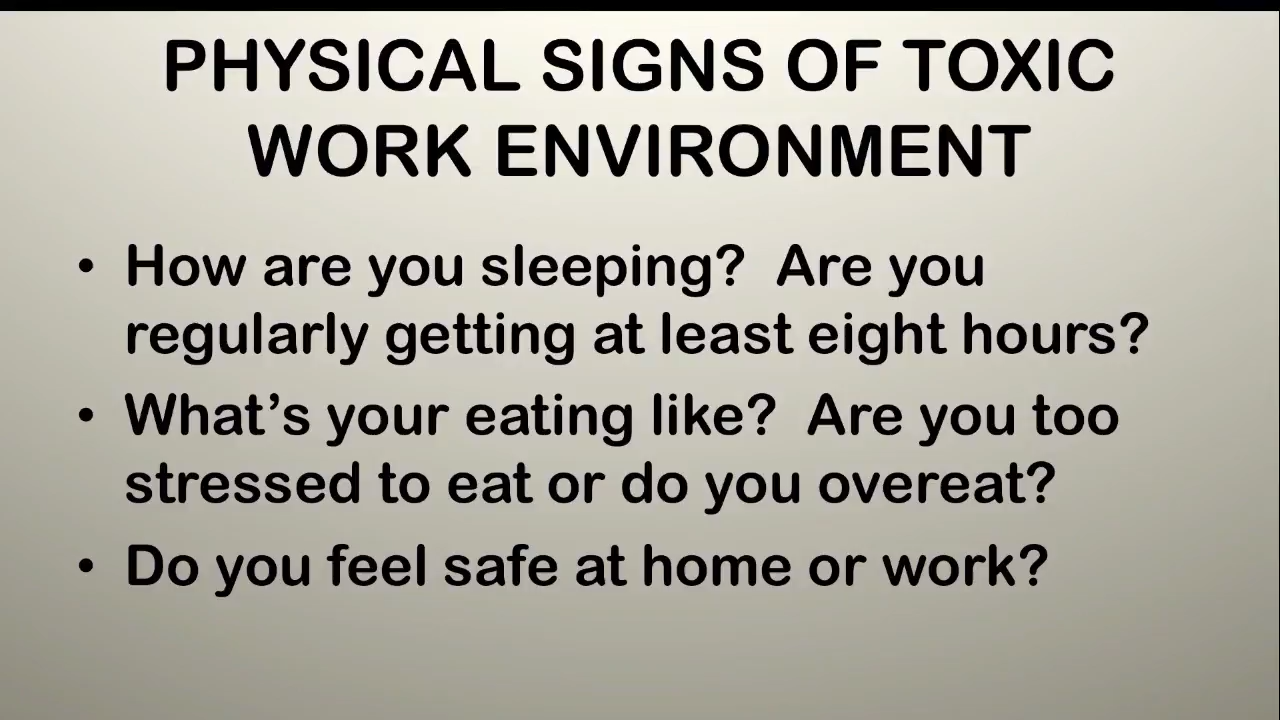 PHYSICAL SIGNS OF TOXIC
WORK ENVIRONMENT
• How are you sleeping?  Are you
regularly getting at least eight hours?
• What’s your eating like?  Are you too
stressed to eat or do you overeat?
• Do you feel safe at home or work?